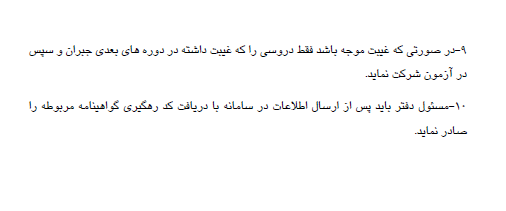 ۹-در صورتی که غیبت موجه باشد فقط دروسی را که غیبت داشته در دوره های بعدی جبران و سپس
در آزمون شرکت نماید.
۱۰-مسئول دفتر باید پس از ارسال اطلاعات در سامانه با دریافت کد رهگیری گواهینامه مربوطه را
صادر نماید.